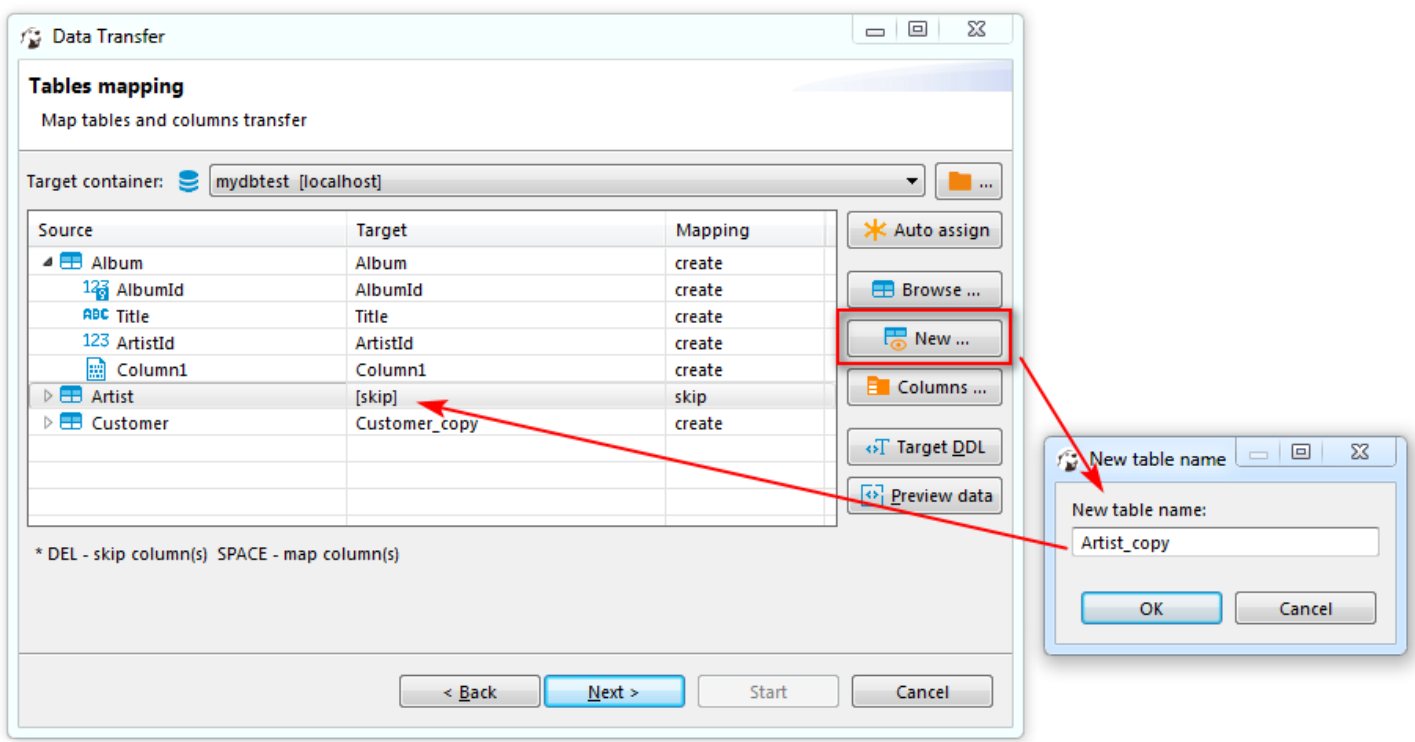 Data Transfer
Tables mapping
Map tables and columns transfer
Target container: mydbtest [localhost] ...
Source Target Mapping Auto assign
Album Album create
123 AlbumId AlbumId create Browse ...
ABC Title Title create
123 ArtistId ArtistId create New ...
Column1 Column1 create
Artist [skip] skip Columns ...
Customer Customer_copy create
Target DDL
Preview data
* DEL - skip column(s) SPACE - map column(s)
< Back Next > Start Cancel
New table name
New table name:
Artist_copy
OK Cancel